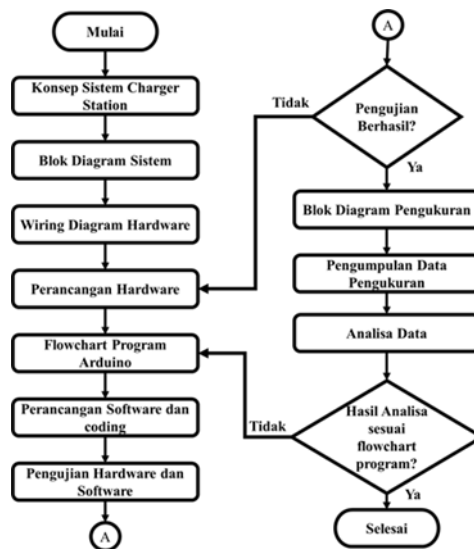 Mulai
Konsep Sistem Charger
Station
Blok Diagram Sistem
Wiring Diagram Hardware
Perancangan Hardware
Flowchart Program
Arduino
Perancangan Software dan
coding
Pengujian Hardware dan
Software
A
A
Pengujian
Berhasil?
Tidak
Ya
Blok Diagram Pengukuran
Pengumpulan Data
Pengukuran
Analisa Data
Hasil Analisa
sesuai
flowchart
program?
Tidak
Ya
Selesai